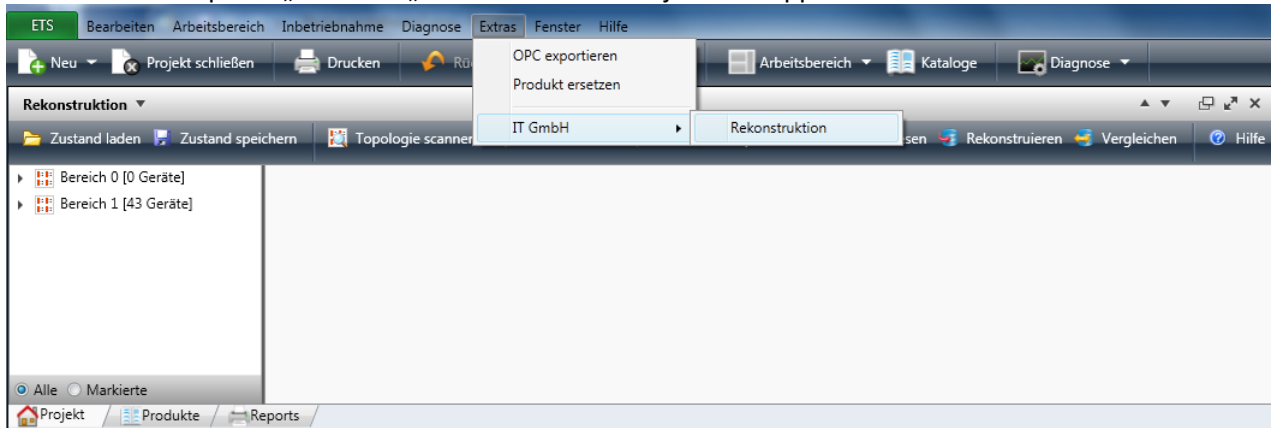 ETS Bearbeiten Arbeitsbereich Inbetriebnahme Diagnose Extras Fenster Hilfe
Neu Projekt schließen Drucken Rü Arbeitsbereich Kataloge Diagnose
OPC exportieren
Produkt ersetzen
Rekonstruktion
IT GmbH Rekonstruktion
Zustand laden Zustand speichern Topologie scannen sen Rekonstruieren Vergleichen Hilfe
Bereich 0 [0 Geräte]
Bereich 1 [43 Geräte]
Alle Markierte
Projekt Produkte Reports